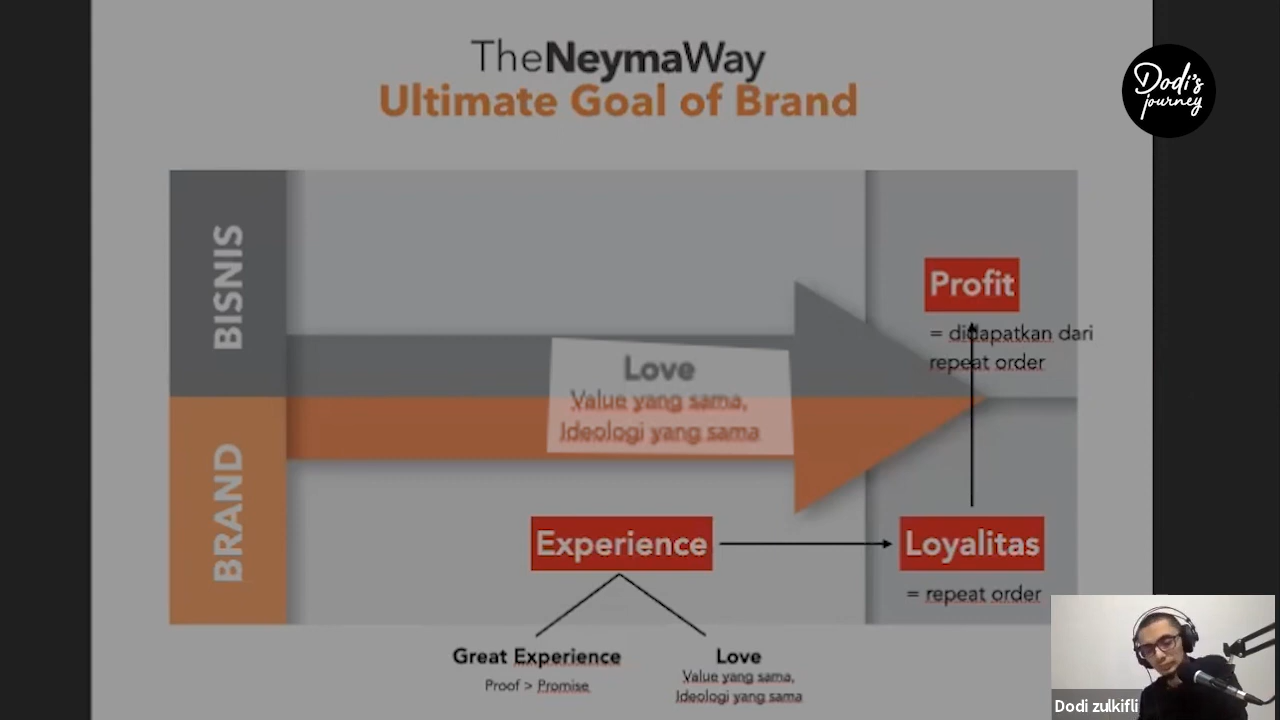 TheNeymaWay
Ultimate Goal of Brand
Dodi's
journey
BISNIS
BRAND
Profit
= didapatkan dari
repeat order
Love
Value yang sama,
Ideologi yang sama
Experience
Loyalitas
= repeat order
Great Experience
Proof > Promise
Love
Value yang sama,
Ideologi yang sama
Dodi zulkifli